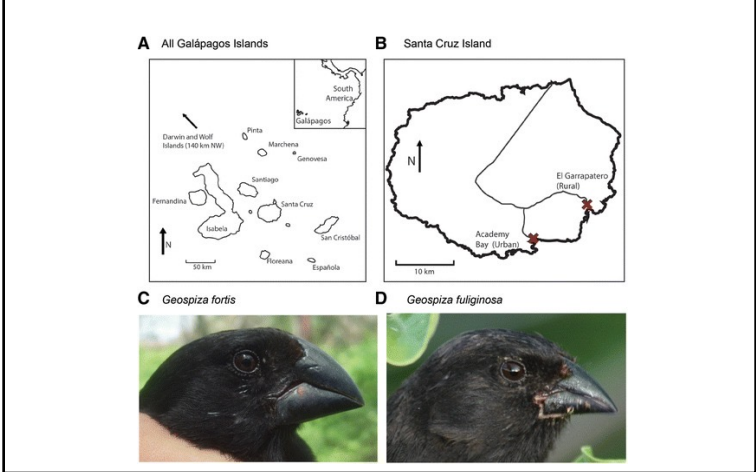 A All Galápagos Islands
South
America
Galápagos
Darwin and Wolf
Islands (140 km NW)
Pinta
Marchena
Genovesa
Santiago
Fernandina
Santa Cruz
Isabela
San Cristóbal
N
Floreana
Española
50 km
B Santa Cruz Island
N
El Garrapatero
(Rural)
Academy
Bay (Urban)
10 km
C Geospiza fortis
D Geospiza fuliginosa